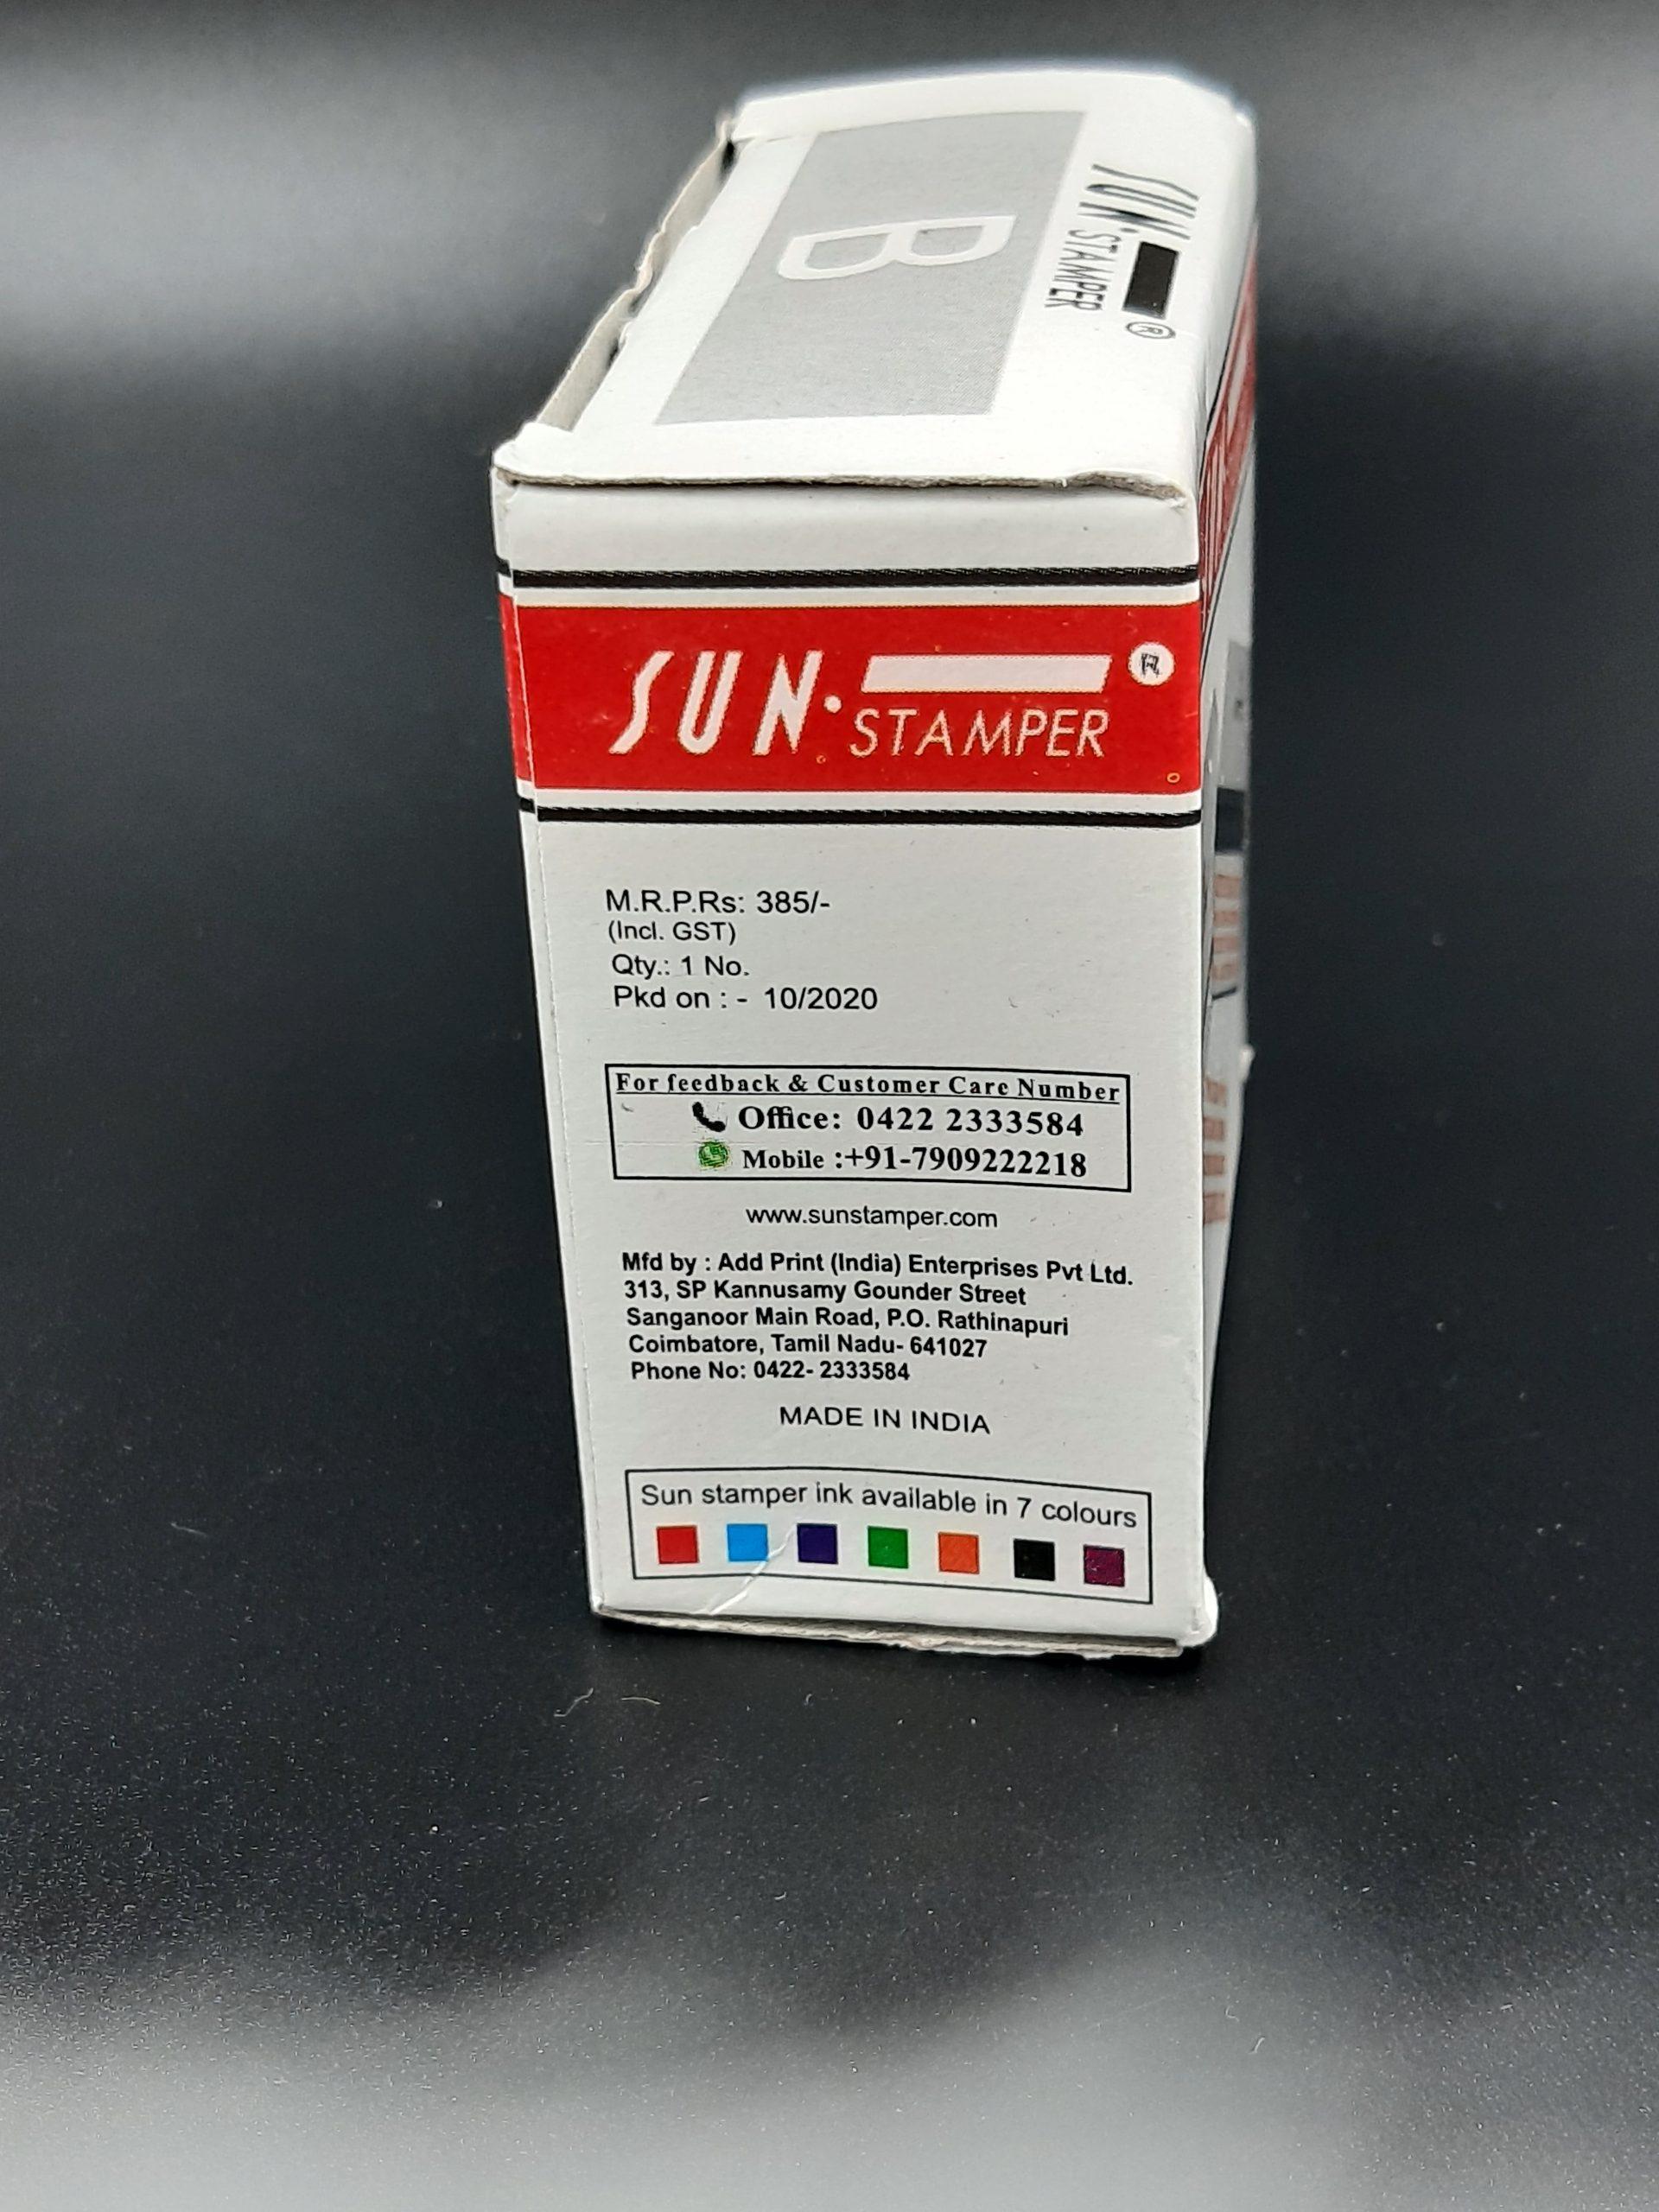 B
SUN. STAMPER ®
SUN. STAMPER ®
M.R.P.Rs: 385/-
(Incl. GST)
Qty.: 1 No.
Pkd on : - 10/2020
For feedback & Customer Care Number
Office: 0422 2333584
Mobile :+91-7909222218
www.sunstamper.com
Mfd by : Add Print (India) Enterprises Pvt Ltd.
313, SP Kannusamy Gounder Street
Sanganoor Main Road, P.O. Rathinapuri
Coimbatore, Tamil Nadu- 641027
Phone No: 0422- 2333584
MADE IN INDIA
Sun stamper ink available in 7 colours